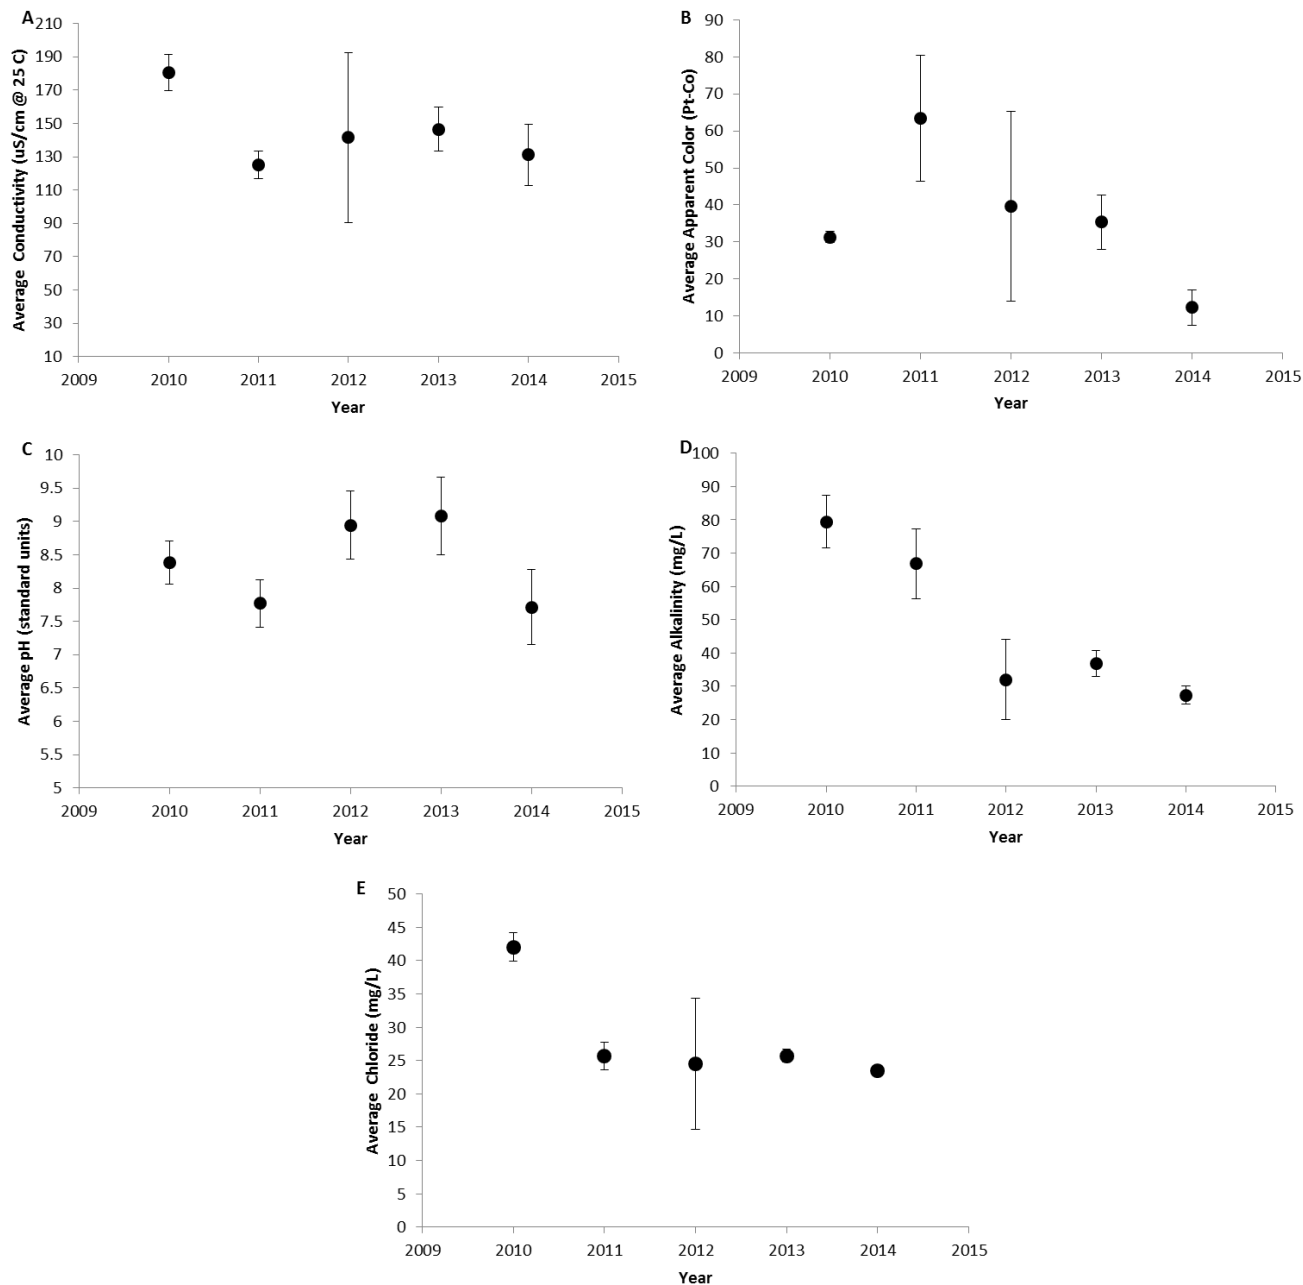 A
Average Conductivity (uS/cm @ 25 C)
210
190
170
150
130
110
90
70
50
30
10
2009 2010 2011 2012 2013 2014 2015
Year
B
Average Apparent Color (Pt-Co)
90
80
70
60
50
40
30
20
10
0
2009 2010 2011 2012 2013 2014 2015
Year
C
Average pH (standard units)
10
9.5
9
8.5
8
7.5
7
6.5
6
5.5
5
2009 2010 2011 2012 2013 2014 2015
Year
D
Average Alkalinity (mg/L)
100
90
80
70
60
50
40
30
20
10
0
2009 2010 2011 2012 2013 2014 2015
Year
E
Average Chloride (mg/L)
50
45
40
35
30
25
20
15
10
5
0
2009 2010 2011 2012 2013 2014 2015
Year